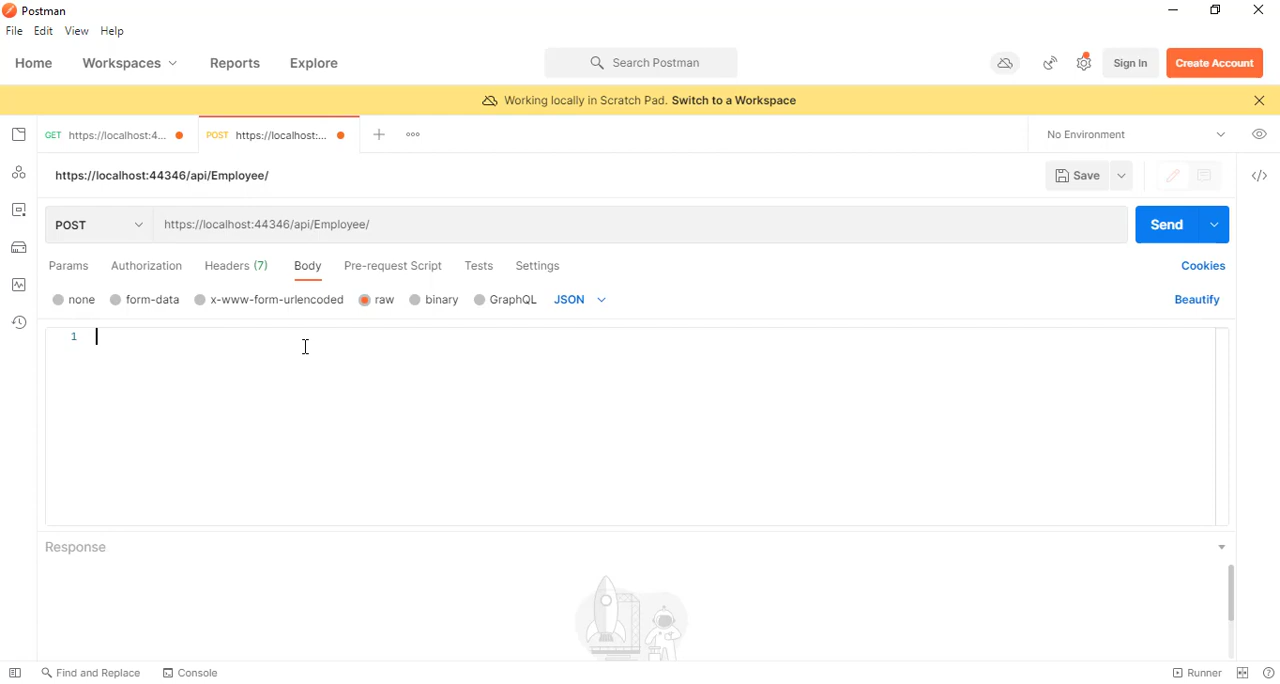 Postman
File Edit View Help
Home Workspaces Reports Explore Search Postman Sign In Create Account
Working locally in Scratch Pad. Switch to a Workspace
GET https://localhost:4... POST https://localhost:... No Environment
https://localhost:44346/api/Employee/ Save
POST https://localhost:44346/api/Employee/ Send
Params Authorization Headers (7) Body Pre-request Script Tests Settings Cookies
none form-data x-www-form-urlencoded raw binary GraphQL JSON Beautify
1
Response
Find and Replace Console Runner